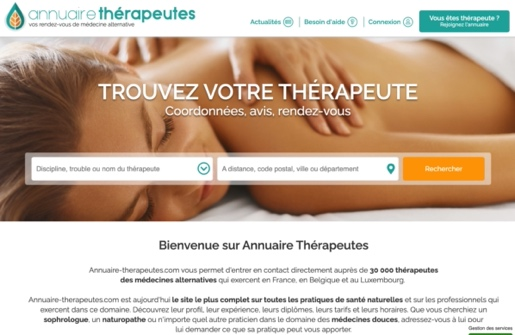 annuaire thérapeutes
vos rendez-vous de médecine alternative
Actualités
Besoin d'aide
Connexion
Vous êtes thérapeute ?
Rejoignez l'annuaire
TROUVEZ VOTRE THÉRAPEUTE
Coordonnées, avis, rendez-vous
Discipline, trouble ou nom du thérapeute
A distance, code postal, ville ou département
Rechercher
Bienvenue sur Annuaire Thérapeutes
Annuaire-therapeutes.com vous permet d'entrer en contact directement auprès de 30 000 thérapeutes
des médecines alternatives qui exercent en France, en Belgique et au Luxembourg.
Annuaire-therapeutes.com est aujourd'hui le site le plus complet sur toutes les pratiques de santé naturelles et sur les professionnels qui
exercent dans ce domaine. Découvrez leur profil, leur expérience, leurs diplômes, leurs tarifs et leurs horaires. Que vous cherchiez un
sophrologue, un naturopathe ou n'importe quel autre praticien dans le domaine des médecines douces, adressez-vous à lui pour
lui demander ce que sa pratique peut vous apporter.
Gestion des services